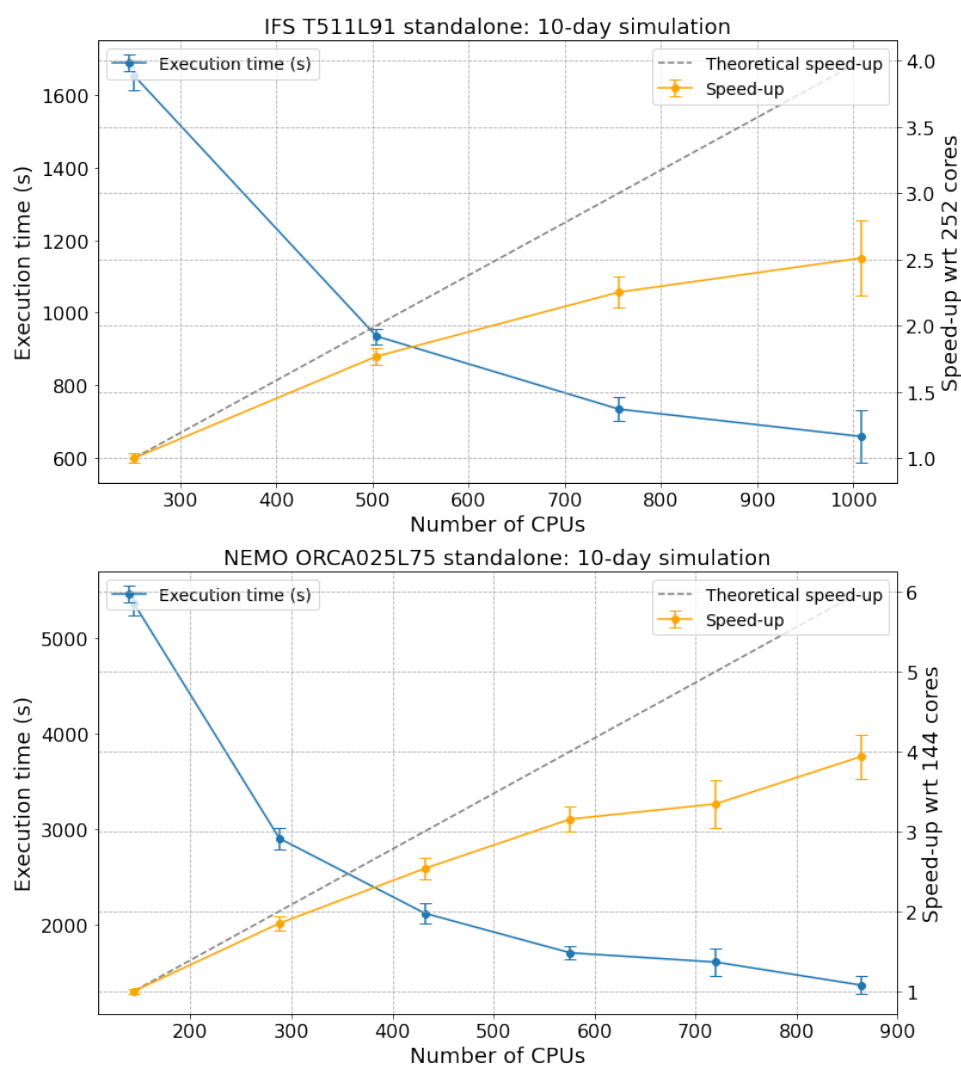 IFS T511L91 standalone: 10-day simulation
Execution time (s)
Theoretical speed-up
Speed-up
1600
1400
1200
1000
800
600
Execution time (s)
4.0
3.5
3.0
2.5
2.0
1.5
1.0
Speed-up wrt 252 cores
300 400 500 600 700 800 900 1000
Number of CPUs
NEMO ORCA025L75 standalone: 10-day simulation
Execution time (s)
Theoretical speed-up
Speed-up
5000
4000
3000
2000
Execution time (s)
6
5
4
3
2
1
Speed-up wrt 144 cores
200 300 400 500 600 700 800 900
Number of CPUs